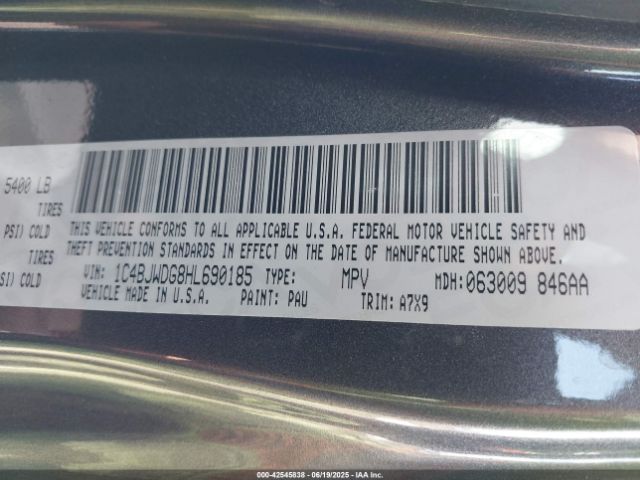 5400 LB
TIRES
PSI) COLD
TIRES
SI) COLD
THIS VEHICLE CONFORMS TO ALL APPLICABLE U.S.A. FEDERAL MOTOR VEHICLE SAFETY AND
THEFT PREVENTION STANDARDS IN EFFECT ON THE DATE OF MANUFACTURE SHOWN ABOVE.
VIN: 1C4BJWDG8HL690185 TYPE: MPV MDH: 063009 846AA
VEHICLE MADE IN U.S.A. PAINT: PAU TRIM: A7X9
000-42545838 - 06/19/2025 - IAA Inc.